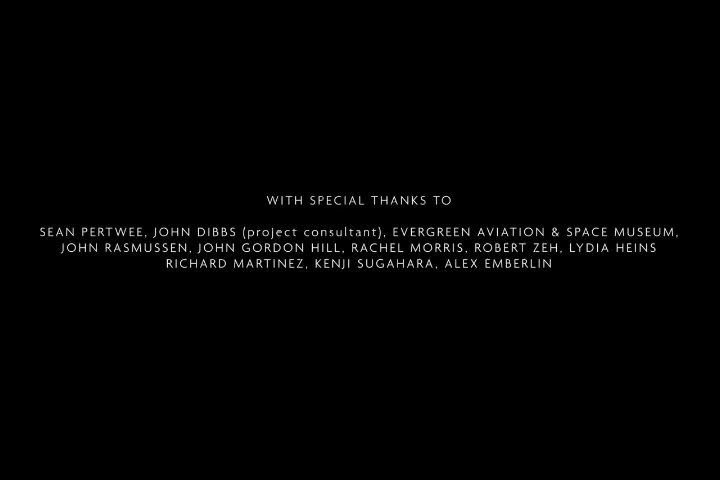 WITH SPECIAL THANKS TO
SEAN PERTWEE, JOHN DIBBS (project consultant), EVERGREEN AVIATION & SPACE MUSEUM,
JOHN RASMUSSEN, JOHN GORDON HILL, RACHEL MORRIS, ROBERT ZEH, LYDIA HEINS
RICHARD MARTINEZ, KENJI SUGAHARA, ALEX EMBERLIN